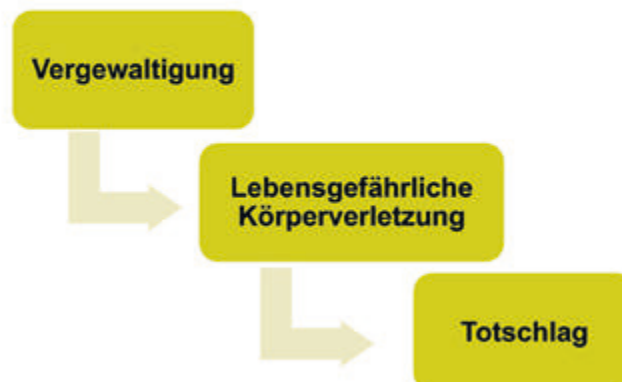 Vergewaltigung
Lebensgefährliche
Körperverletzung
Totschlag